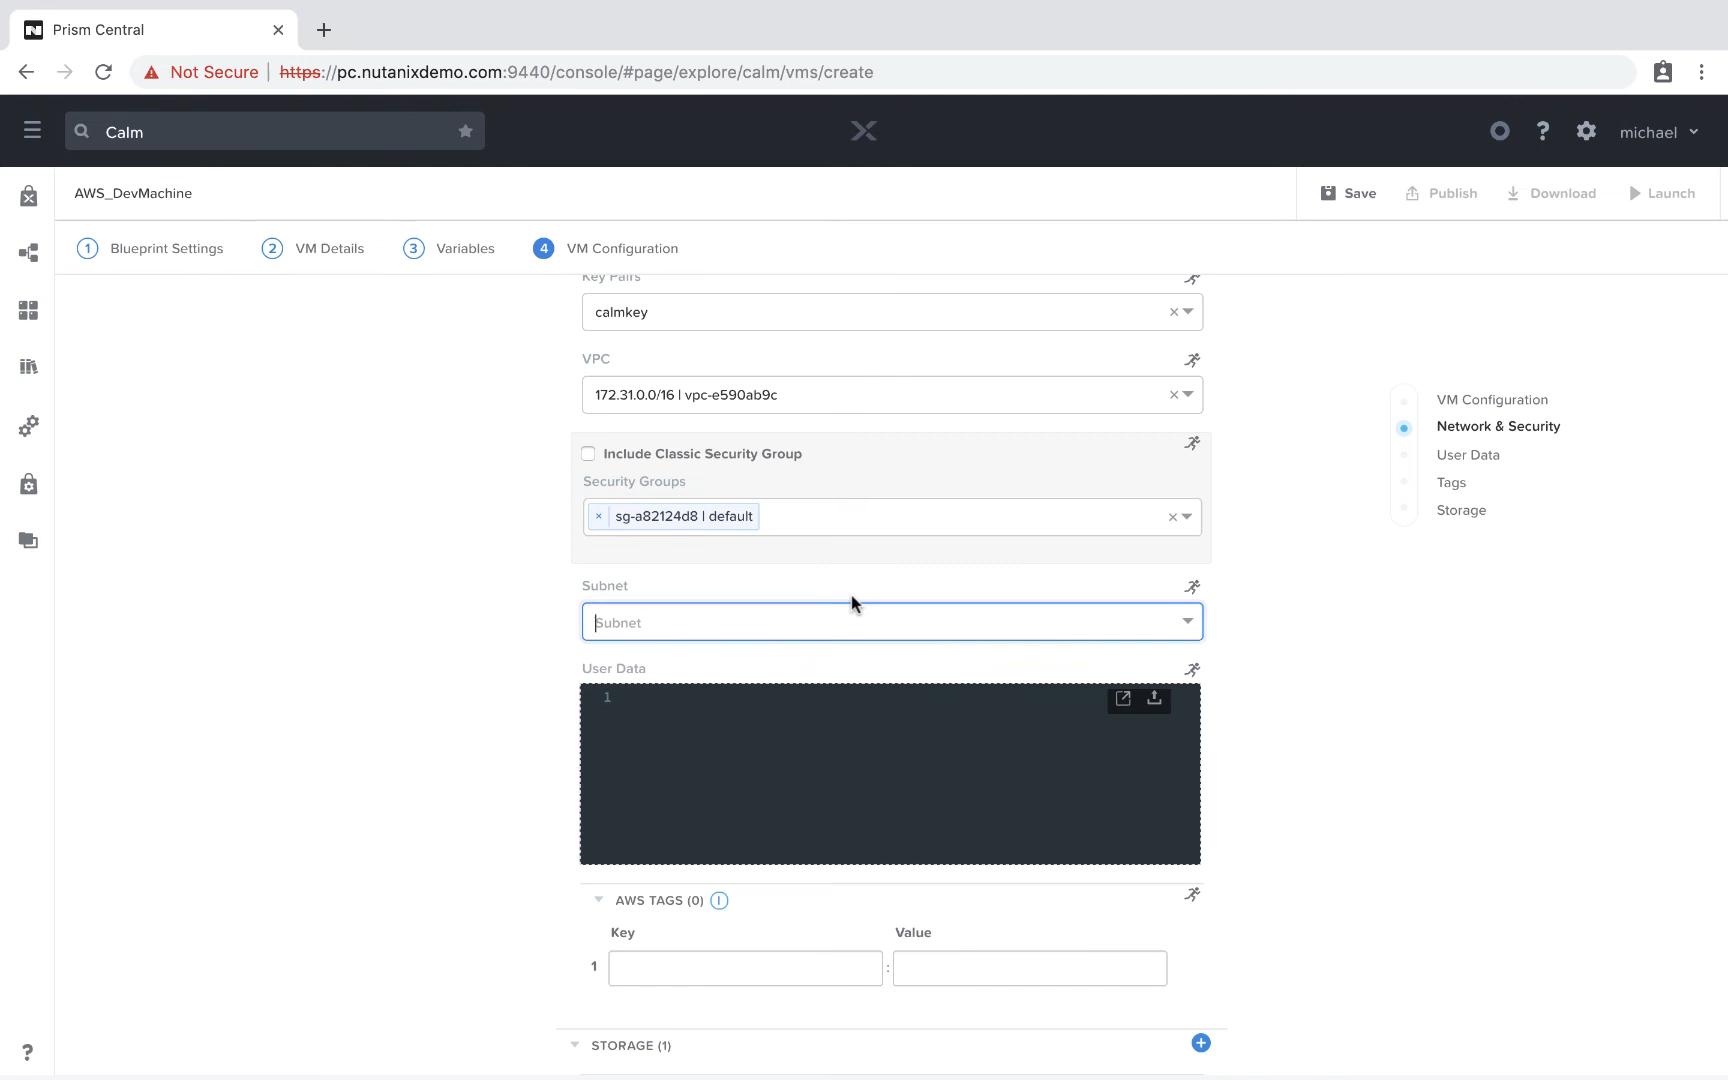 Prism Central
Not Secure | https://pc.nutanixdemo.com:9440/console/#page/explore/calm/vms/create
Calm
michael
AWS_DevMachine
Save
Publish
Download
Launch
1 Blueprint Settings
2 VM Details
3 Variables
4 VM Configuration
Key Pairs
calmkey
VPC
172.31.0.0/16 | vpc-e590ab9c
Include Classic Security Group
Security Groups
× sg-a82124d8 | default
Subnet
Subnet
User Data
1
AWS TAGS (0)
Key Value
1 :
STORAGE (1)
VM Configuration
Network & Security
User Data
Tags
Storage